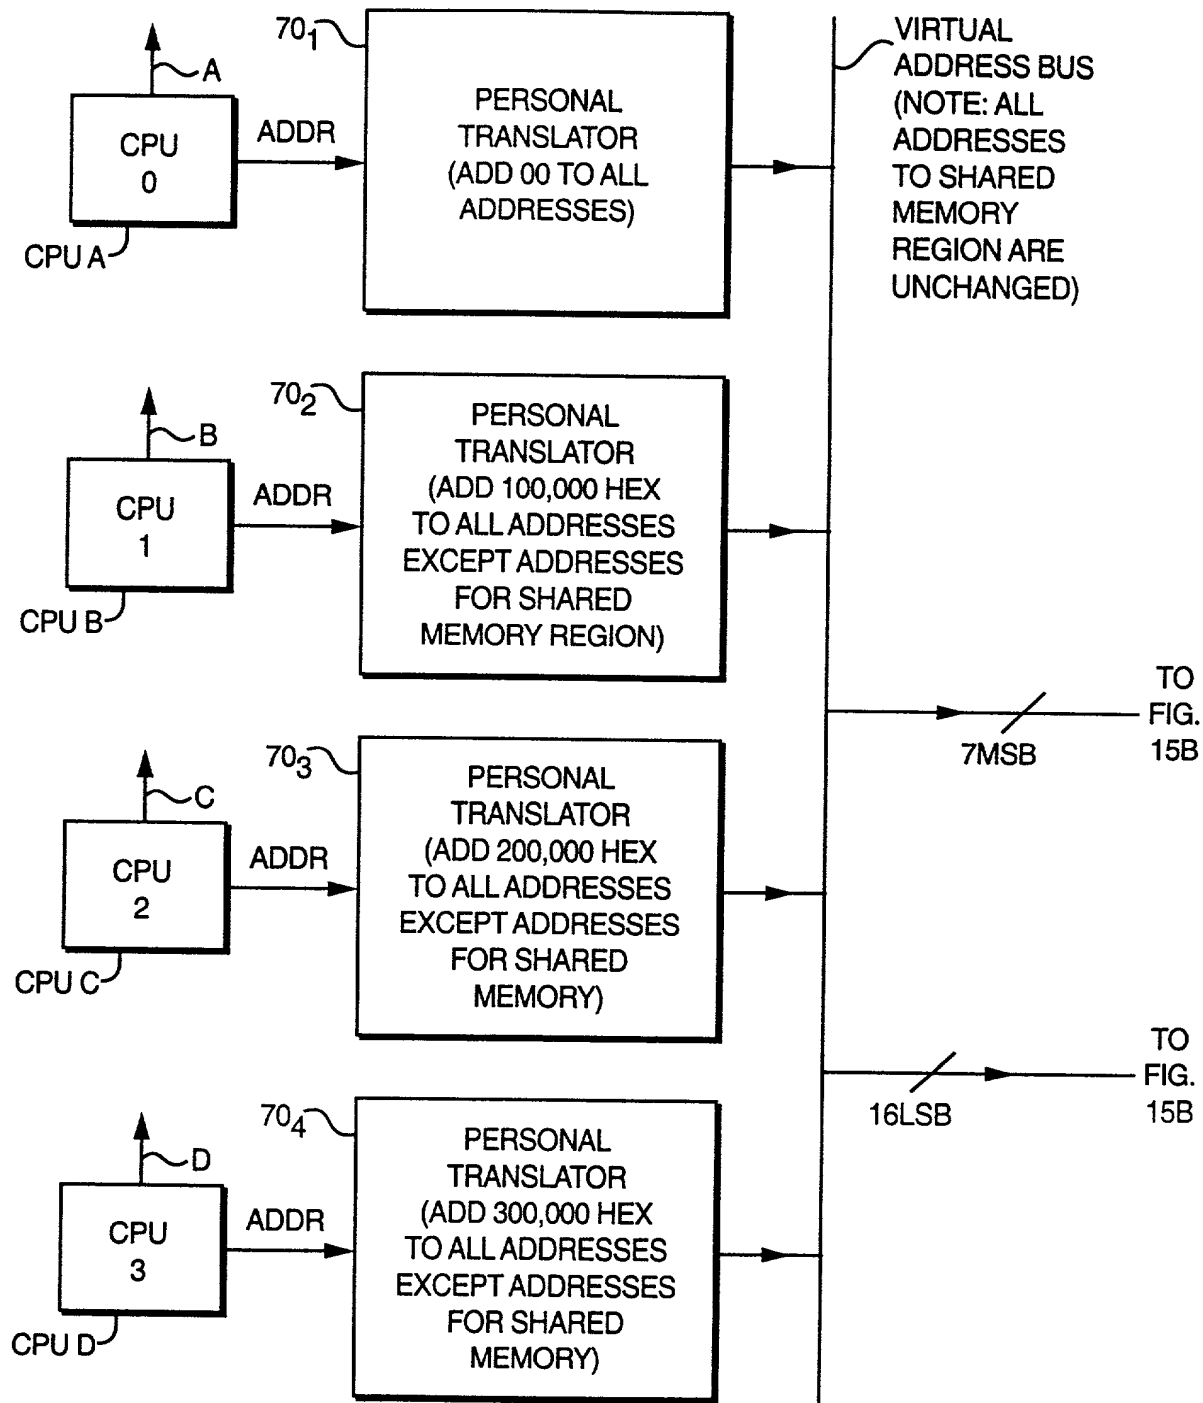 A
CPU
0
CPU A
ADDR
70₁
PERSONAL
TRANSLATOR
(ADD 00 TO ALL
ADDRESSES)
VIRTUAL
ADDRESS BUS
(NOTE: ALL
ADDRESSES
TO SHARED
MEMORY
REGION ARE
UNCHANGED)
B
CPU
1
CPU B
ADDR
70₂
PERSONAL
TRANSLATOR
(ADD 100,000 HEX
TO ALL ADDRESSES
EXCEPT ADDRESSES
FOR SHARED
MEMORY REGION)
7MSB
TO
FIG.
15B
C
CPU
2
CPU C
ADDR
70₃
PERSONAL
TRANSLATOR
(ADD 200,000 HEX
TO ALL ADDRESSES
EXCEPT ADDRESSES
FOR SHARED
MEMORY)
16LSB
TO
FIG.
15B
D
CPU
3
CPU D
ADDR
70₄
PERSONAL
TRANSLATOR
(ADD 300,000 HEX
TO ALL ADDRESSES
EXCEPT ADDRESSES
FOR SHARED
MEMORY)